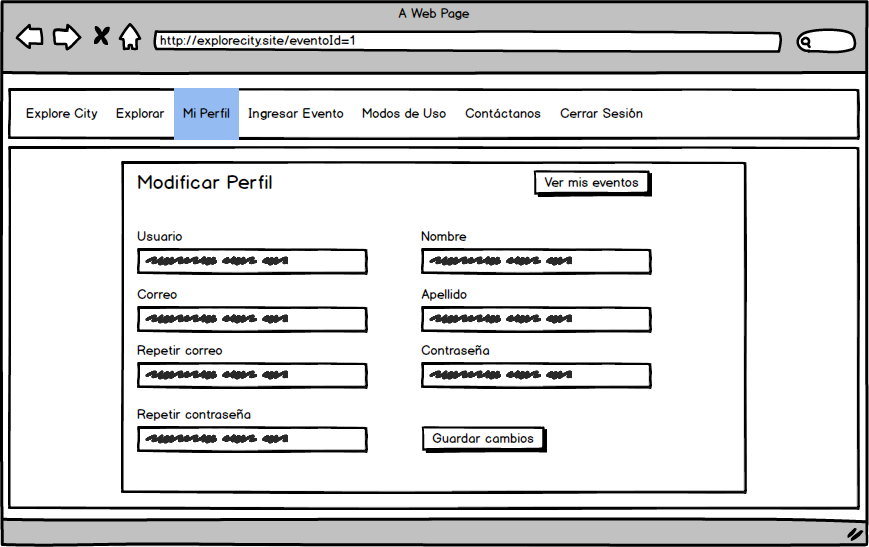 A Web Page
http://explorecity.site/eventoId=1
Explore City Explorar Mi Perfil Ingresar Evento Modos de Uso Contáctanos Cerrar Sesión
Modificar Perfil Ver mis eventos
Usuario Nombre
Correo Apellido
Repetir correo Contraseña
Repetir contraseña
Guardar cambios